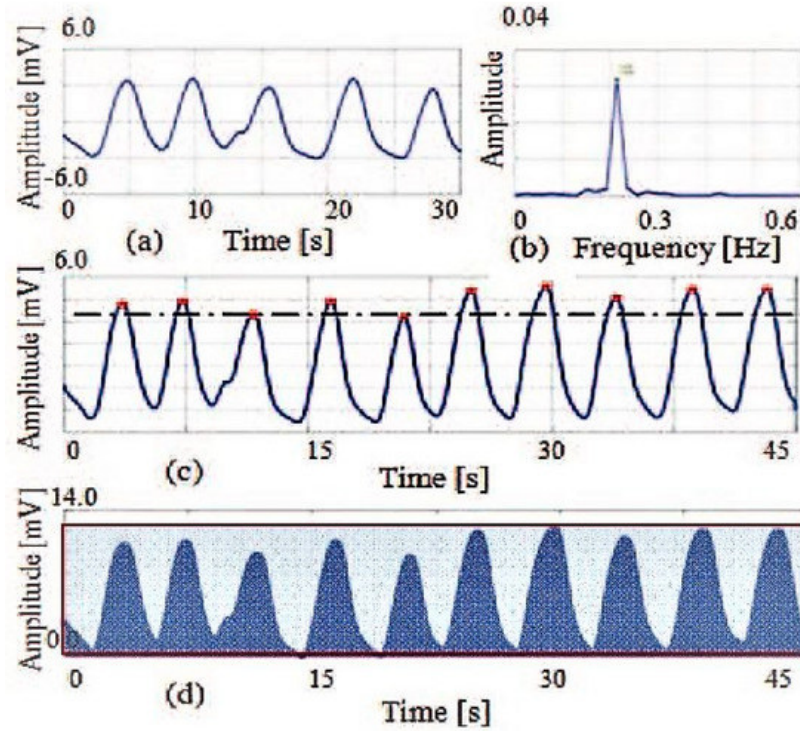 6.0
Amplitude [mV]
-6.0
0 10 20 30
(a) Time [s]
0.04
Amplitude
0 0.3 0.6
(b) Frequency [Hz]
6.0
Amplitude [mV]
0 15 30 45
(c) Time [s]
14.0
Amplitude [mV]
0.0
0 15 30 45
(d) Time [s]